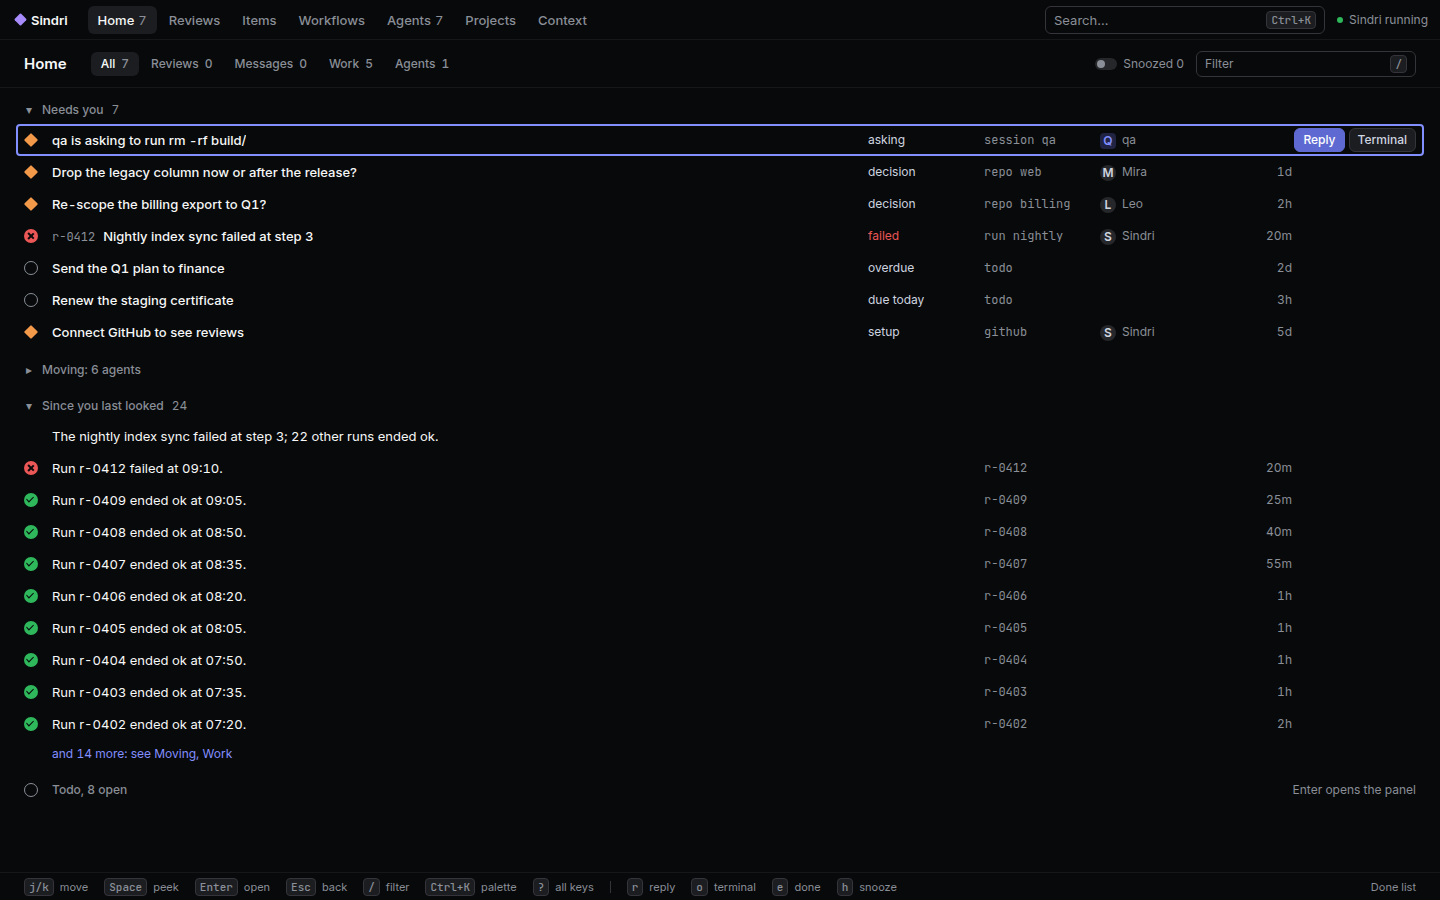 Sindri Home 7 Reviews Items Workflows Agents 7 Projects Context Search... Ctrl+K Sindri running
Home All 7 Reviews 0 Messages 0 Work 5 Agents 1 Snoozed 0 Filter /
Needs you 7
qa is asking to run rm -rf build/ asking session qa Q qa Reply Terminal
Drop the legacy column now or after the release? decision repo web M Mira 1d
Re-scope the billing export to Q1? decision repo billing L Leo 2h
r-0412 Nightly index sync failed at step 3 failed run nightly S Sindri 20m
Send the Q1 plan to finance overdue todo 2d
Renew the staging certificate due today todo 3h
Connect GitHub to see reviews setup github S Sindri 5d
Moving: 6 agents
Since you last looked 24
The nightly index sync failed at step 3; 22 other runs ended ok.
Run r-0412 failed at 09:10. r-0412 20m
Run r-0409 ended ok at 09:05. r-0409 25m
Run r-0408 ended ok at 08:50. r-0408 40m
Run r-0407 ended ok at 08:35. r-0407 55m
Run r-0406 ended ok at 08:20. r-0406 1h
Run r-0405 ended ok at 08:05. r-0405 1h
Run r-0404 ended ok at 07:50. r-0404 1h
Run r-0403 ended ok at 07:35. r-0403 1h
Run r-0402 ended ok at 07:20. r-0402 2h
and 14 more: see Moving, Work
Todo, 8 open Enter opens the panel
j/k move Space peek Enter open Esc back / filter Ctrl+K palette ? all keys r reply o terminal e done h snooze Done list